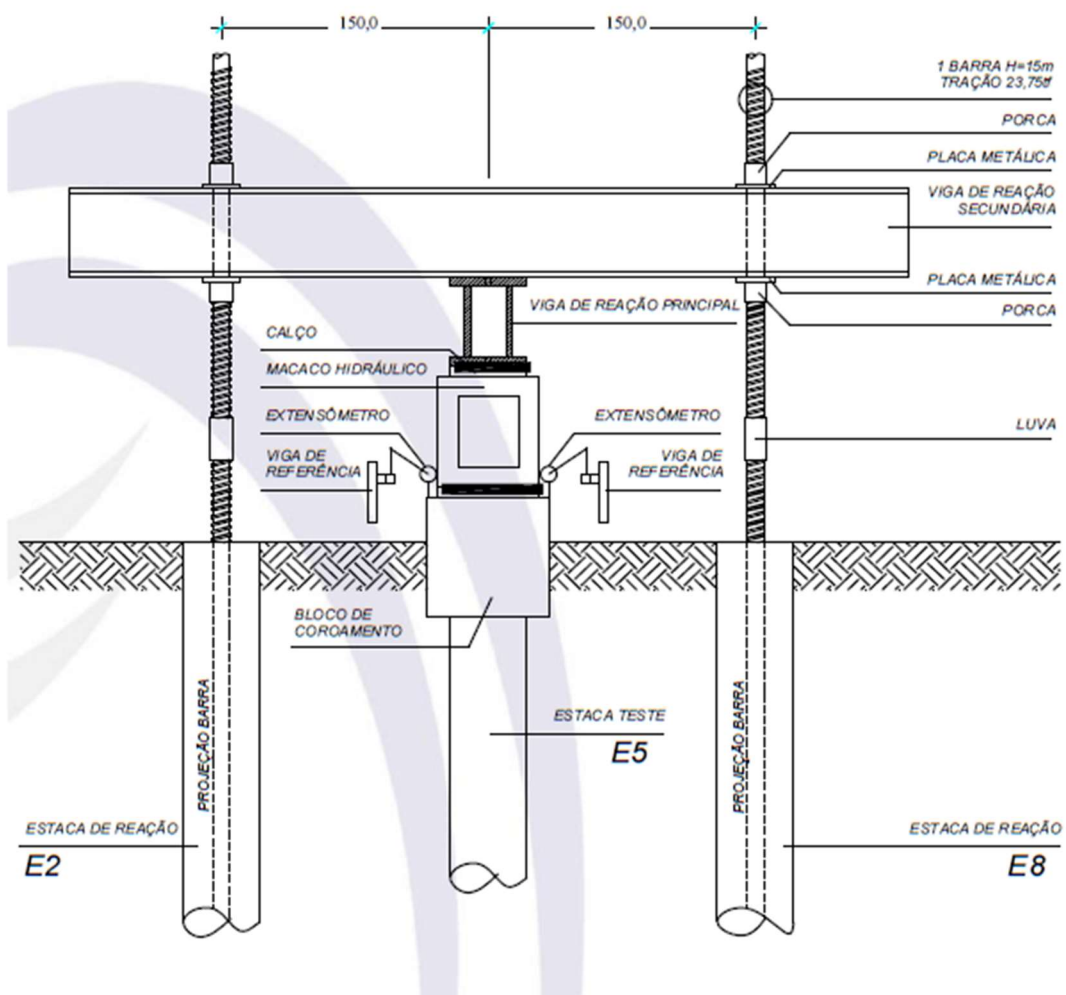 150,0
150,0
1 BARRA H=15m
TRAÇÃO 23,75tf
PORCA
PLACA METÁLICA
VIGA DE REAÇÃO
SECUNDÁRIA
PLACA METÁLICA
VIGA DE REAÇÃO PRINCIPAL
PORCA
CALÇO
MACACO HIDRÁULICO
EXTENSÔMETRO
EXTENSÔMETRO
LUVA
VIGA DE
REFERÊNCIA
VIGA DE
REFERÊNCIA
BLOCO DE
COROAMENTO
PROJEÇÃO BARRA
PROJEÇÃO BARRA
ESTACA TESTE
E5
ESTACA DE REAÇÃO
E2
ESTACA DE REAÇÃO
E8